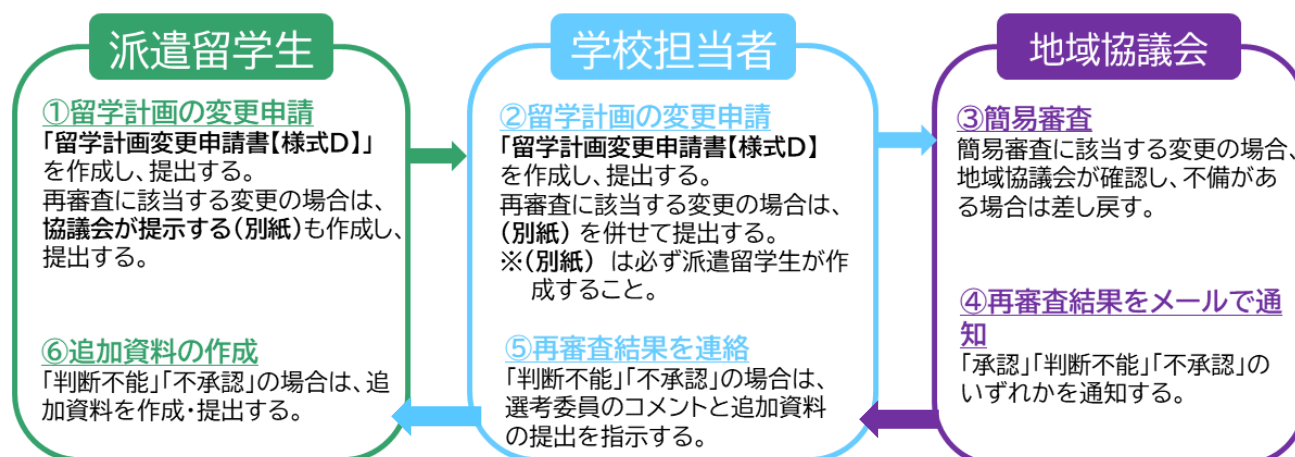 派遣留学生
①留学計画の変更申請
「留学計画変更申請書【様式D】」
を作成し、提出する。
再審査に該当する変更の場合は、
協議会が提示する(別紙)も作成し、
提出する。
⑥追加資料の作成
「判断不能」「不承認」の場合は、追
加資料を作成・提出する。
学校担当者
②留学計画の変更申請
「留学計画変更申請書【様式D】
を作成し、提出する。
再審査に該当する変更の場合は、
(別紙) を併せて提出する。
※(別紙) は必ず派遣留学生が作
成すること。
⑤再審査結果を連絡
「判断不能」「不承認」の場合は、
選考委員のコメントと追加資料
の提出を指示する。
地域協議会
③簡易審査
簡易審査に該当する変更の場合、
地域協議会が確認し、不備があ
る場合は差し戻す。
④再審査結果をメールで通
知
「承認」「判断不能」「不承認」の
いずれかを通知する。